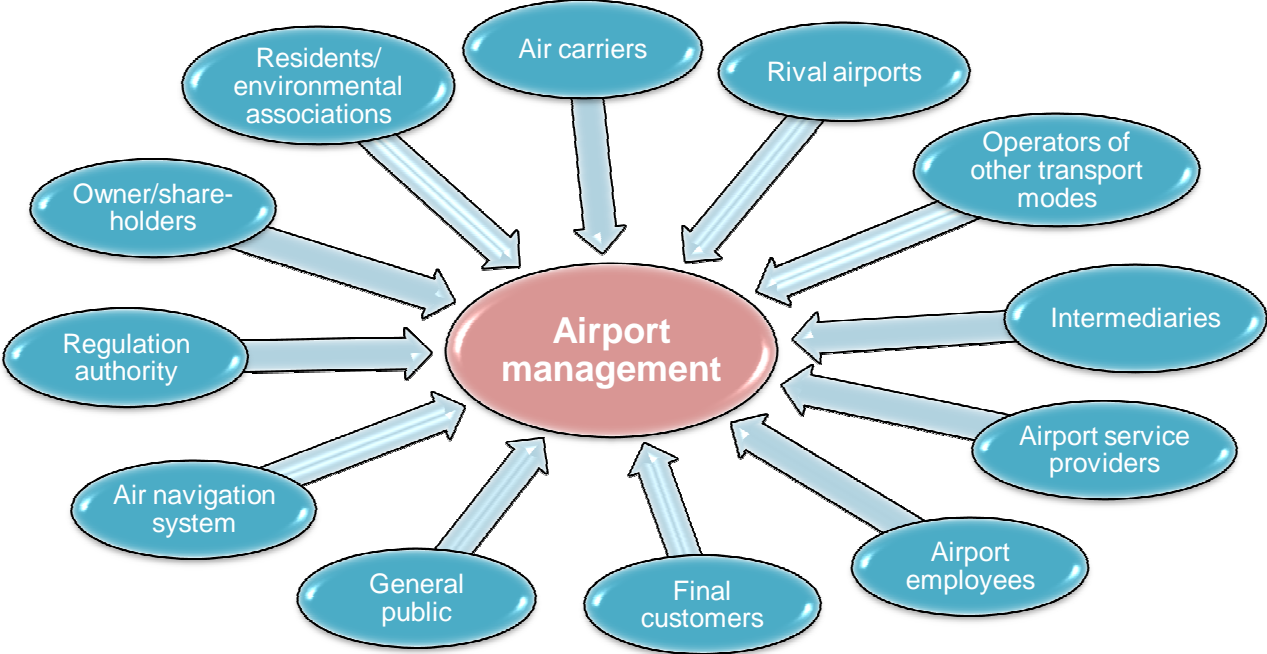 Air carriers
Residents/
environmental
associations
Rival airports
Operators of
other transport
modes
Owner/share-
holders
Intermediaries
Airport
management
Regulation
authority
Airport service
providers
Air navigation
system
Airport
employees
General
public
Final
customers